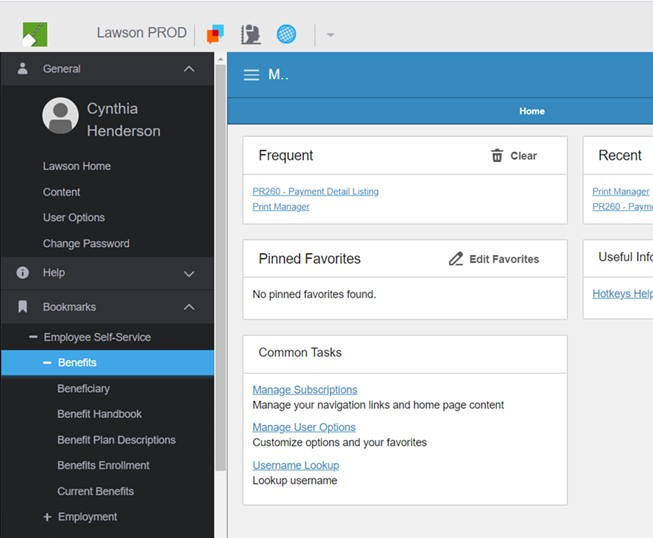 Lawson PROD
General
Cynthia
Henderson
Lawson Home
Content
User Options
Change Password
Help
Bookmarks
Employee Self-Service
Benefits
Beneficiary
Benefit Handbook
Benefit Plan Descriptions
Benefits Enrollment
Current Benefits
Employment
M..
Home
Frequent
Clear
PR260 - Payment Detail Listing
Print Manager
Recent
Print Manager
PR260 - Payme
Pinned Favorites
Edit Favorites
No pinned favorites found.
Useful Info
Hotkeys Help
Common Tasks
Manage Subscriptions
Manage your navigation links and home page content
Manage User Options
Customize options and your favorites
Username Lookup
Lookup username